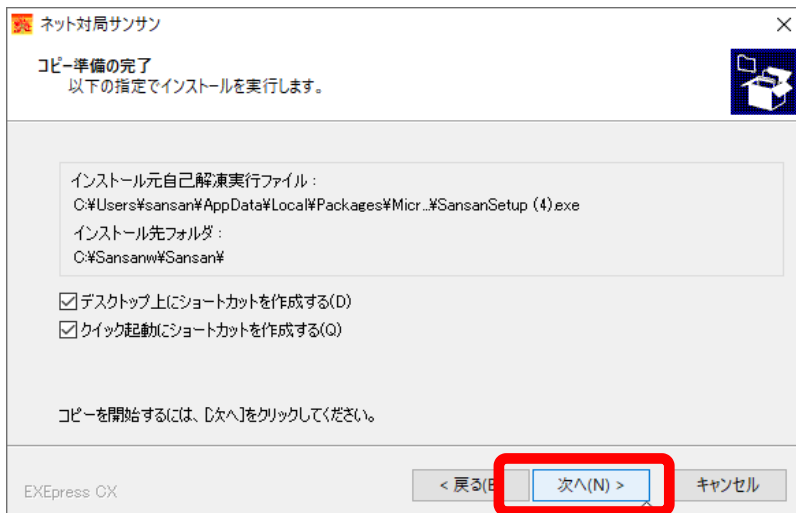 ネット対局サンサン
コピー準備の完了
以下の指定でインストールを実行します。
インストール元自己解凍実行ファイル：
C:¥Users¥sansan¥AppData¥Local¥Packages¥Micr...¥SansanSetup (4).exe
インストール先フォルダ：
C:¥Sansanw¥Sansan¥
デスクトップ上にショートカットを作成する(D)
クイック起動にショートカットを作成する(Q)
コピーを開始するには、[次へ]をクリックしてください。
EXEpress CX
< 戻る(B
次へ(N) >
キャンセル